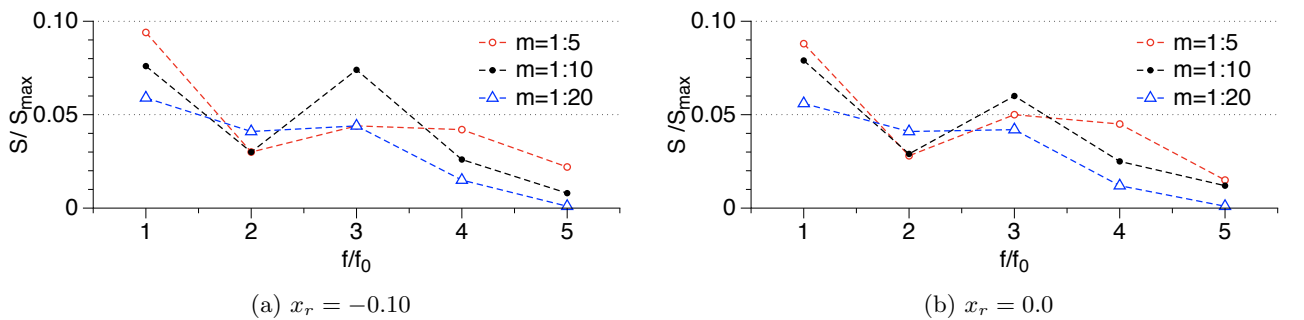 0.10
0.05
0
S/ S_max
1 2 3 4 5
f/f_0
m=1:5
m=1:10
m=1:20
(a) x_r = −0.10
0.10
0.05
0
S /S_max
1 2 3 4 5
f/f_0
m=1:5
m=1:10
m=1:20
(b) x_r = 0.0